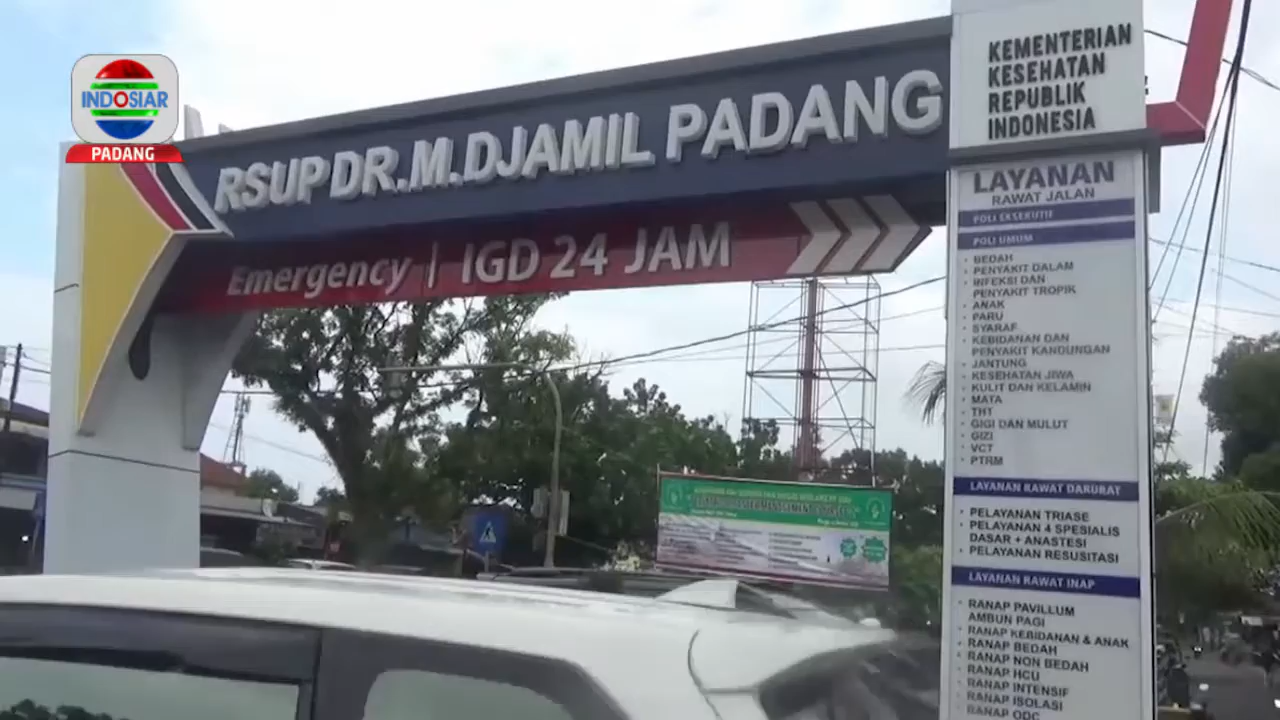 INDOSIAR
PADANG
RSUP DR.M.DJAMIL PADANG
Emergency | IGD 24 JAM
KEMENTERIAN
KESEHATAN
REPUBLIK
INDONESIA
LAYANAN
RAWAT JALAN
POLI EKSEKUTIF
POLI UMUM
• BEDAH
• PENYAKIT DALAM
• INFEKSI DAN
PENYAKIT TROPIK
• ANAK
• PARU
• SYARAF
• KEBIDANAN DAN
PENYAKIT KANDUNGAN
• JANTUNG
• KESEHATAN JIWA
• KULIT DAN KELAMIN
• MATA
• THT
• GIGI DAN MULUT
• GIZI
• VCT
• PTRM
LAYANAN RAWAT DARURAT
• PELAYANAN TRIASE
• PELAYANAN 4 SPESIALIS
DASAR + ANASTESI
• PELAYANAN RESUSITASI
LAYANAN RAWAT INAP
• RANAP PAVILLUM
AMBUN PAGI
• RANAP KEBIDANAN & ANAK
• RANAP BEDAH
• RANAP NON BEDAH
• RANAP HCU
• RANAP INTENSIF
• RANAP ISOLASI
• RANAP ODC